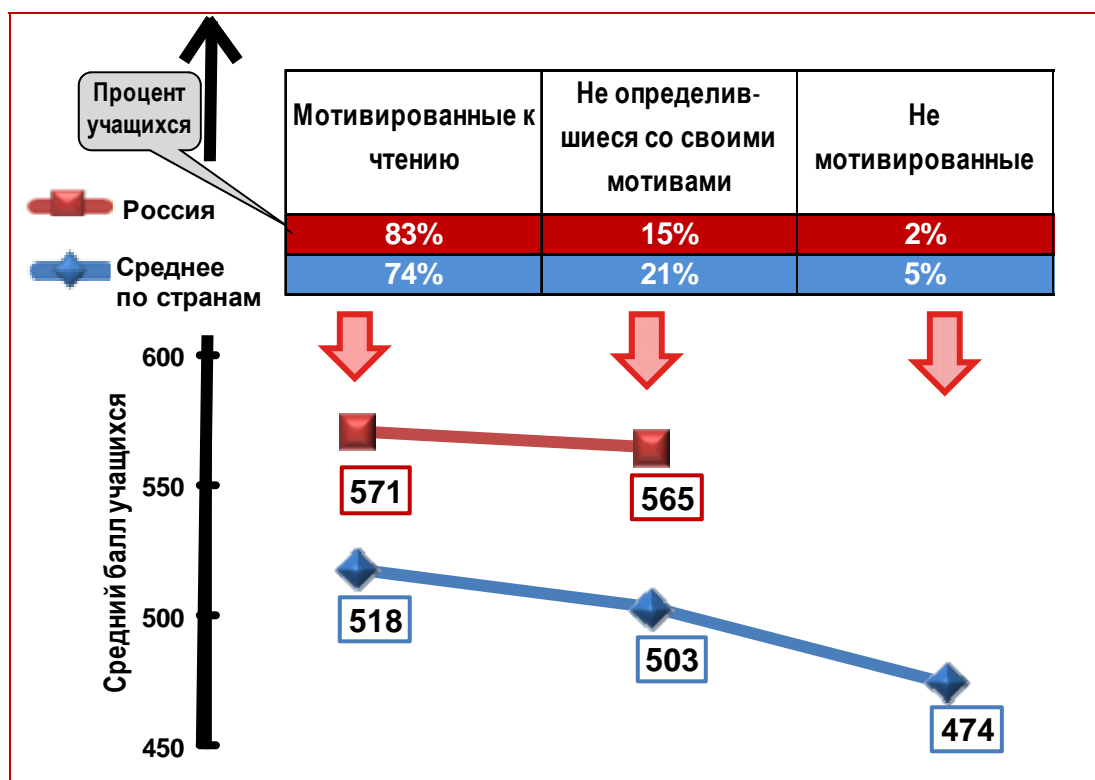 Процент
учащихся
Мотивированные к
чтению
Не определив-
шиеся со своими
мотивами
Не
мотивированные
Россия
83%
15%
2%
Среднее
по странам
74%
21%
5%
Средний балл учащихся
600
550
500
450
571
565
518
503
474